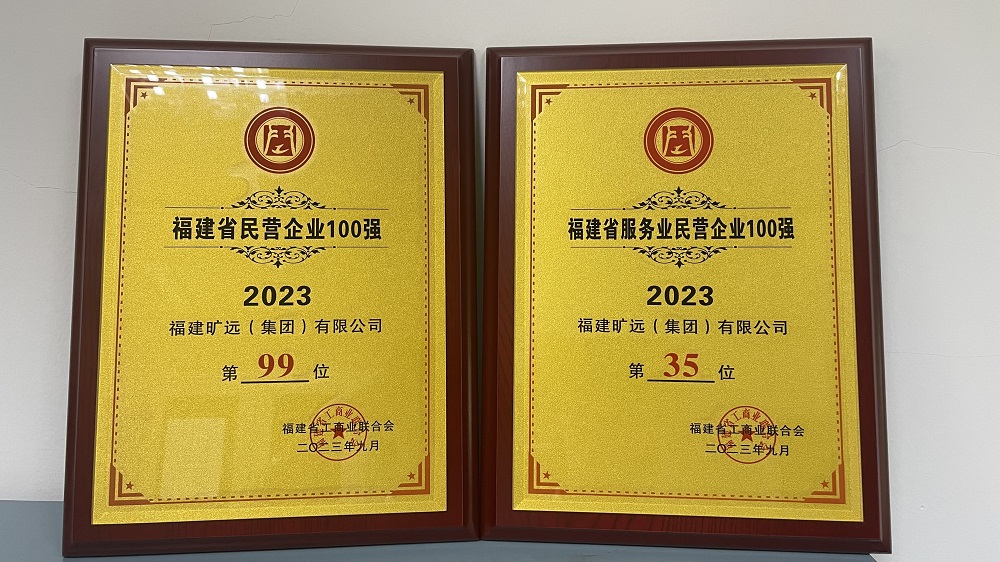 福建省民营企业100强
2023
福建旷远（集团）有限公司
第 99 位
福建省工商业联合会
二〇二三年九月
福建省服务业民营企业100强
2023
福建旷远（集团）有限公司
第 35 位
福建省工商业联合会
二〇二三年九月